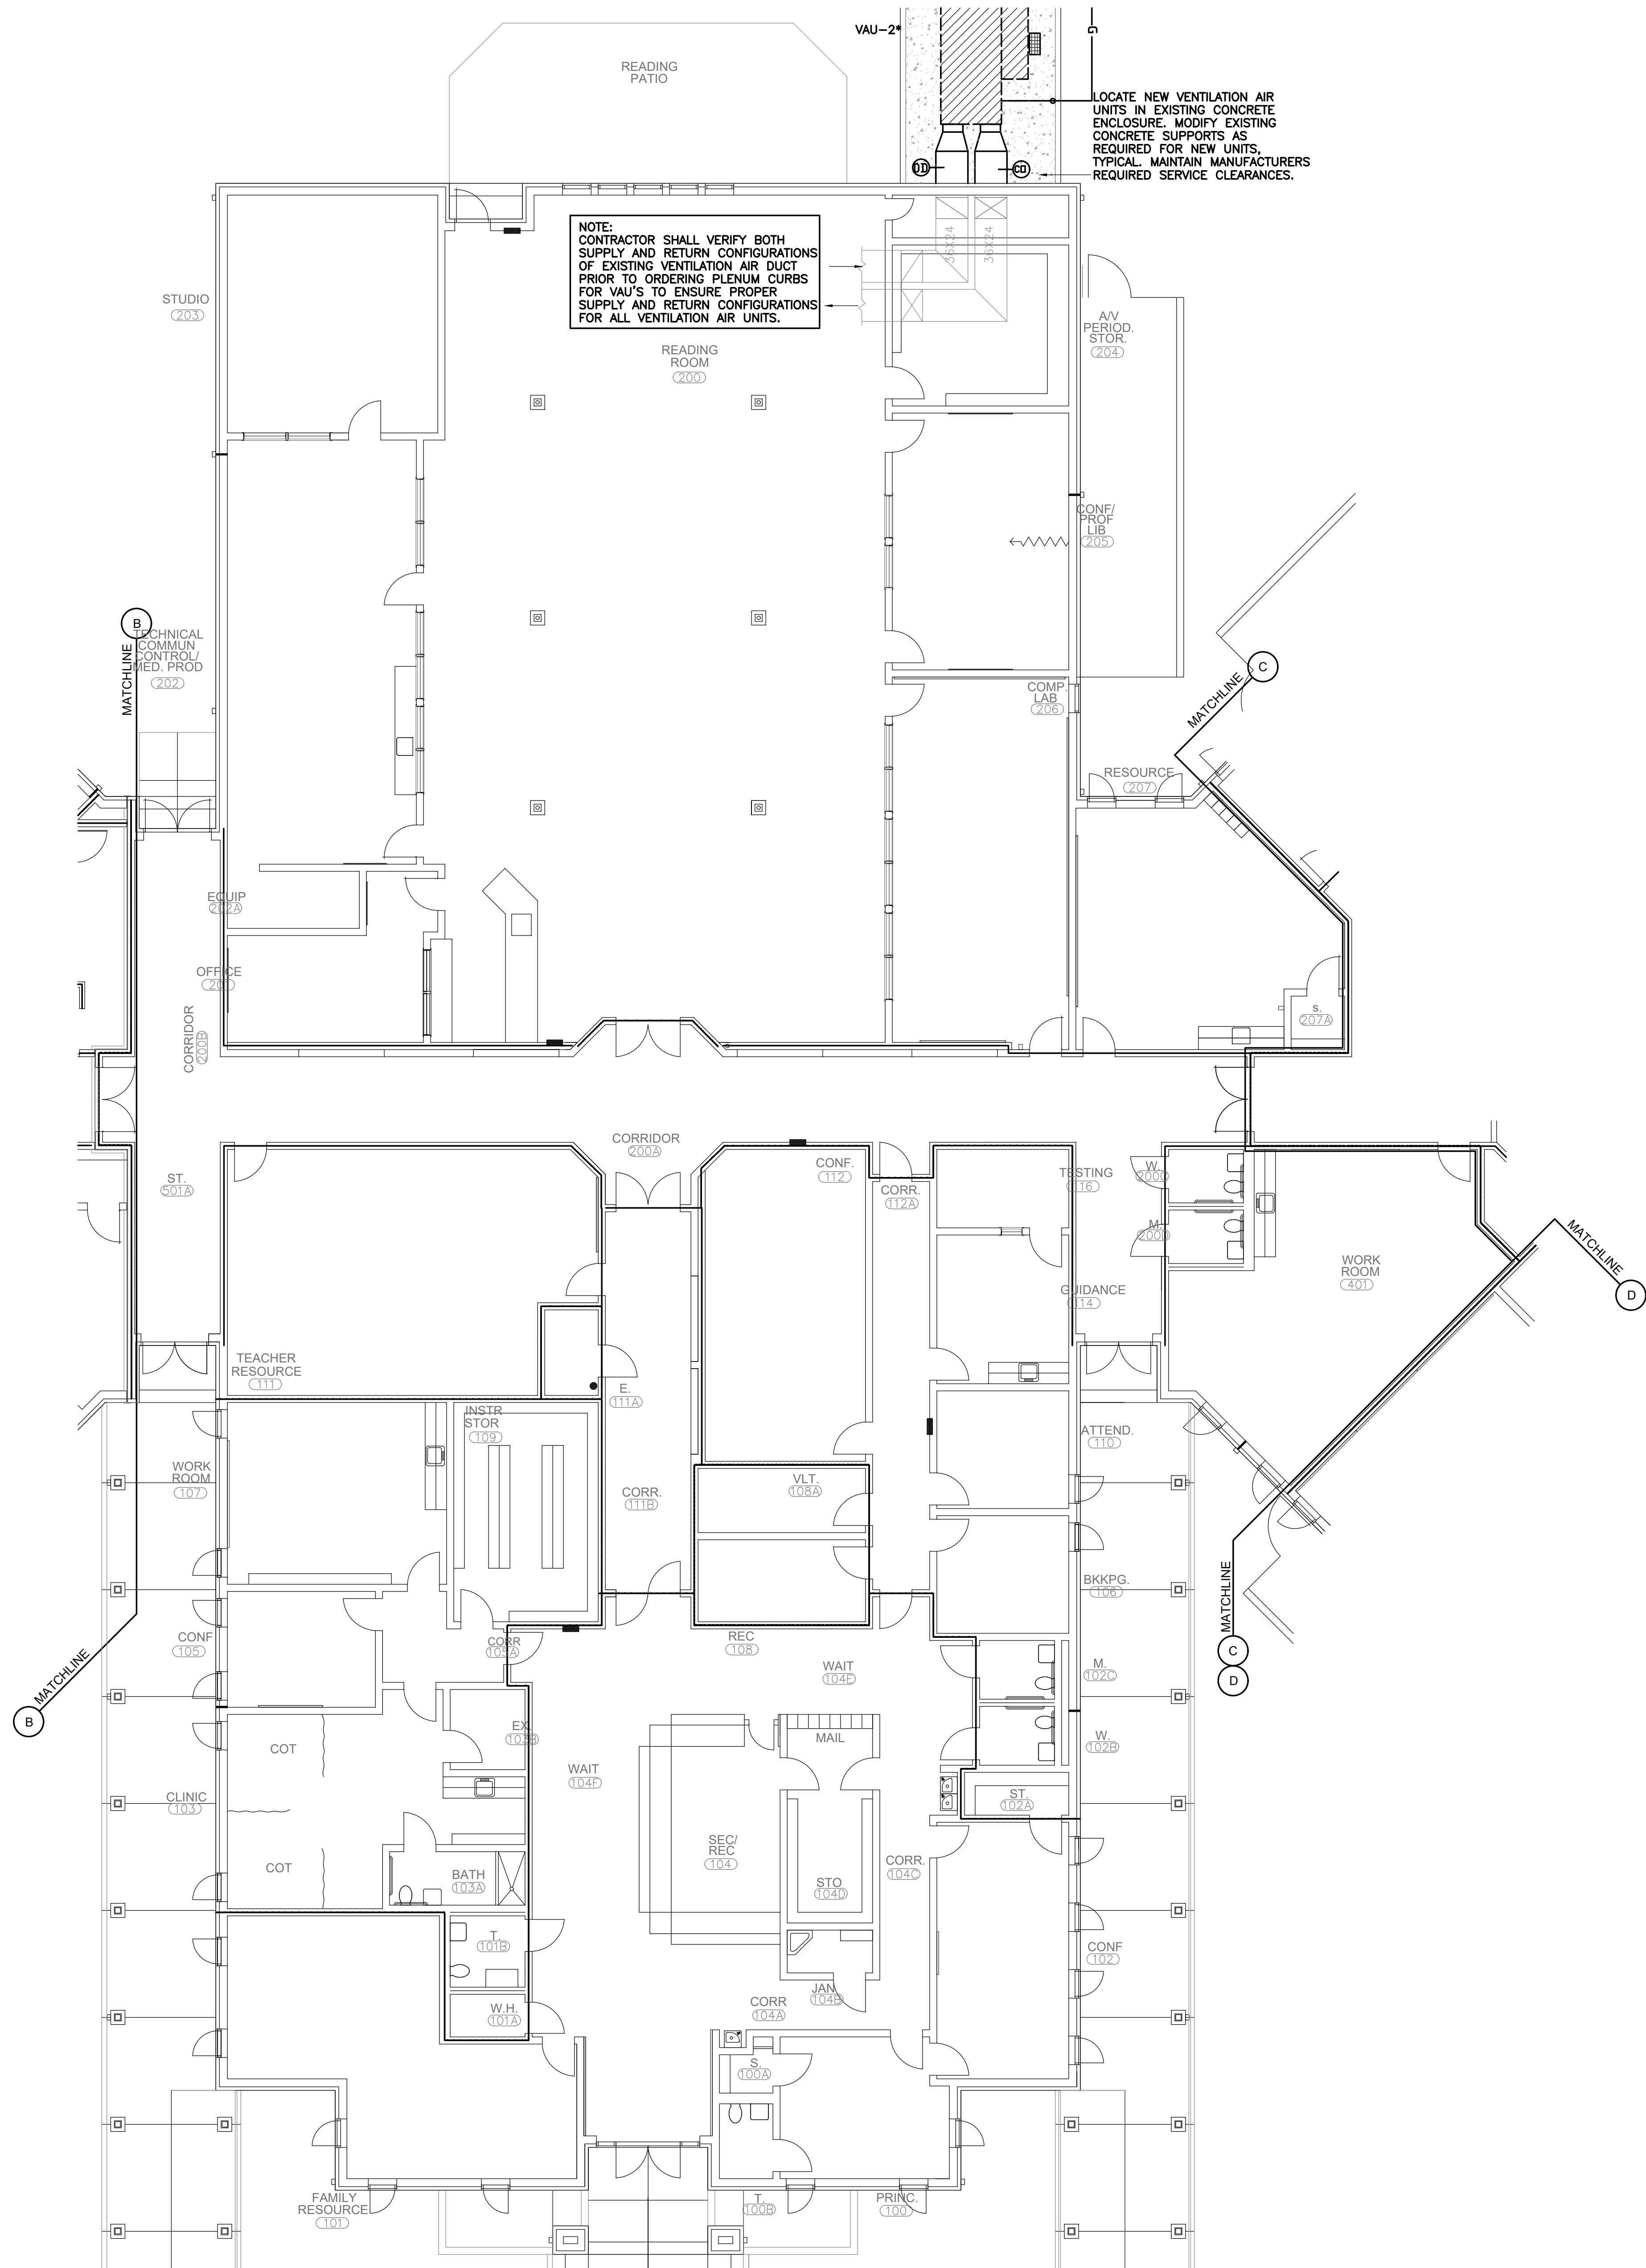 VAU-2*
G
READING
PATIO
LOCATE NEW VENTILATION AIR
UNITS IN EXISTING CONCRETE
ENCLOSURE. MODIFY EXISTING
CONCRETE SUPPORTS AS
REQUIRED FOR NEW UNITS,
TYPICAL. MAINTAIN MANUFACTURERS
REQUIRED SERVICE CLEARANCES.
DD
CD
NOTE:
CONTRACTOR SHALL VERIFY BOTH
SUPPLY AND RETURN CONFIGURATIONS
OF EXISTING VENTILATION AIR DUCT
PRIOR TO ORDERING PLENUM CURBS
FOR VAU'S TO ENSURE PROPER
SUPPLY AND RETURN CONFIGURATIONS
FOR ALL VENTILATION AIR UNITS.
36X24
36X24
STUDIO
203
A/V
PERIOD.
STOR.
204
READING
ROOM
200
CONF/
PROF
LIB
205
B
MATCHLINE
TECHNICAL
COMMUN
CONTROL/
MED. PROD
202
C
MATCHLINE
COMP.
LAB
206
RESOURCE
207
EQUIP
202A
OFFICE
201
CORRIDOR
200B
S.
207A
CORRIDOR
200A
CONF.
112
CORR.
112A
TESTING
116
W.
200C
M.
200D
ST.
501A
WORK
ROOM
401
MATCHLINE
D
GUIDANCE
114
TEACHER
RESOURCE
111
E.
111A
INSTR
STOR
109
ATTEND.
110
WORK
ROOM
107
CORR.
111B
VLT.
108A
BKKPG.
106
MATCHLINE
C
D
CONF
105
CORR
105A
REC
108
WAIT
104E
M.
102C
MATCHLINE
B
COT
EX.
103B
MAIL
W.
102B
WAIT
104F
CLINIC
103
ST.
102A
SEC/
REC
104
CORR.
104C
COT
BATH
103A
STO
104D
T.
101B
CONF
102
W.H.
101A
CORR
104A
JAN
104B
S.
100A
FAMILY
RESOURCE
101
T.
100B
PRINC.
100